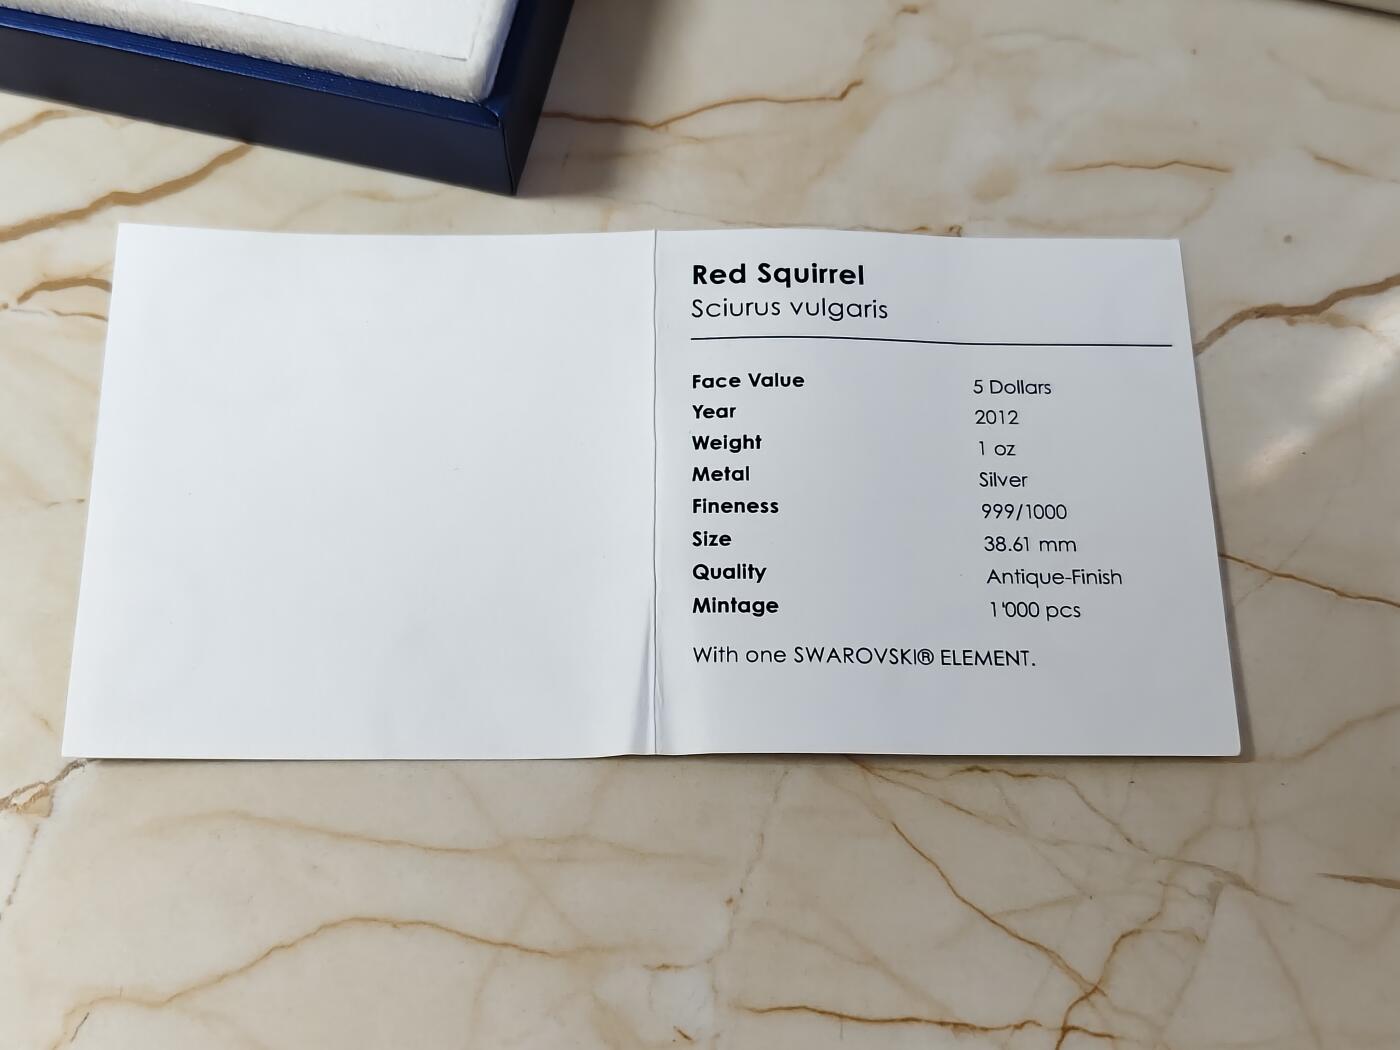 Red Squirrel
Sciurus vulgaris
Face Value 5 Dollars
Year 2012
Weight 1 oz
Metal Silver
Fineness 999/1000
Size 38.61 mm
Quality Antique-Finish
Mintage 1'000 pcs
With one SWAROVSKI® ELEMENT.